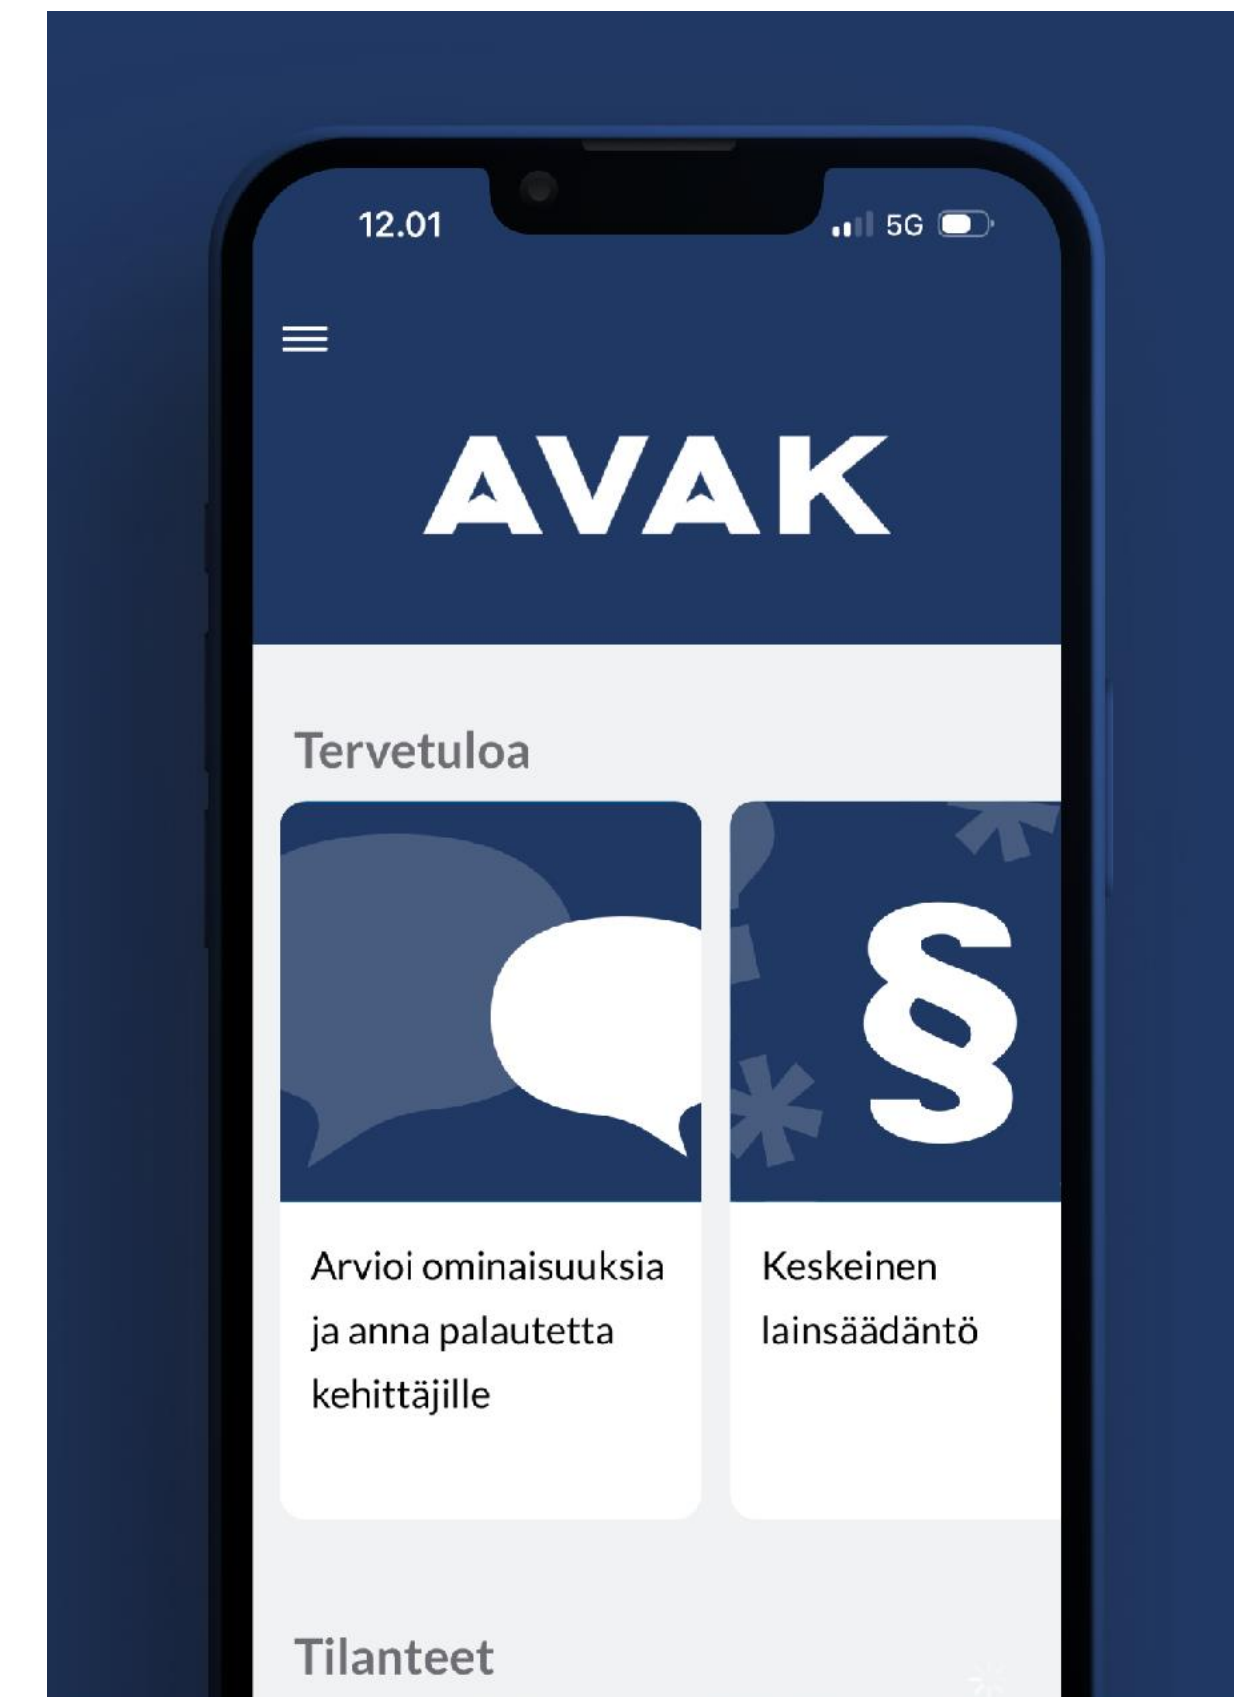 12.01
5G
AVAK
Tervetuloa
§
Arvioi ominaisuuksia
ja anna palautetta
kehittäjille
Keskeinen
lainsäädäntö
Tilanteet